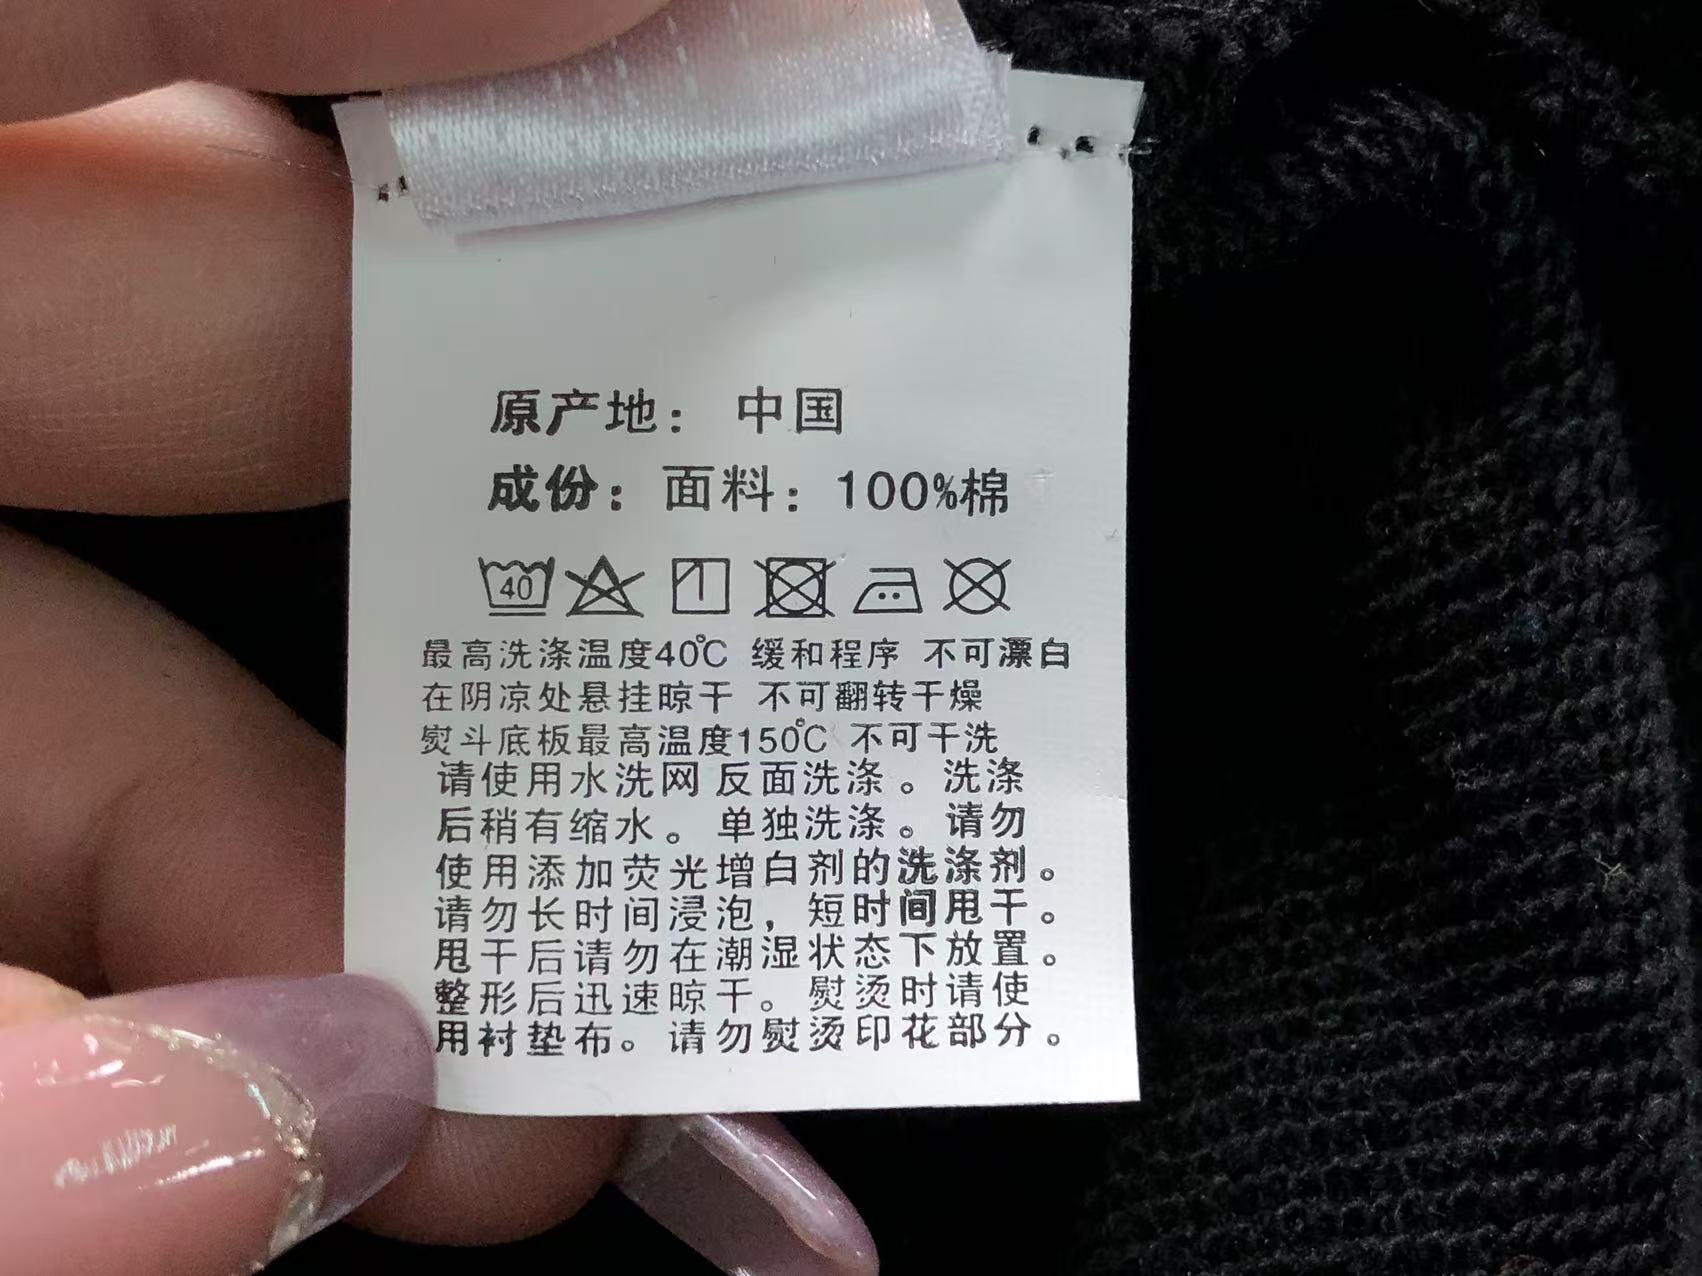 原产地： 中国
成份：面料：100%棉
40
最高洗涤温度40℃ 缓和程序 不可漂白
在阴凉处悬挂晾干 不可翻转干燥
熨斗底板最高温度150℃ 不可干洗
请使用水洗网 反面洗涤。洗涤
后稍有缩水。单独洗涤。请勿
使用添加荧光增白剂的洗涤剂。
请勿长时间浸泡，短时间甩干。
甩干后请勿在潮湿状态下放置。
整形后迅速晾干。熨烫时请使
用衬垫布。请勿熨烫印花部分。